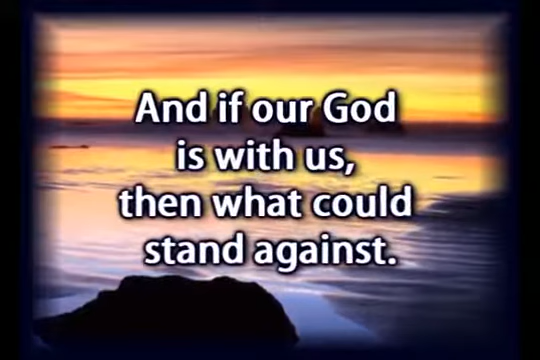 And if our God
is with us,
then what could
stand against.